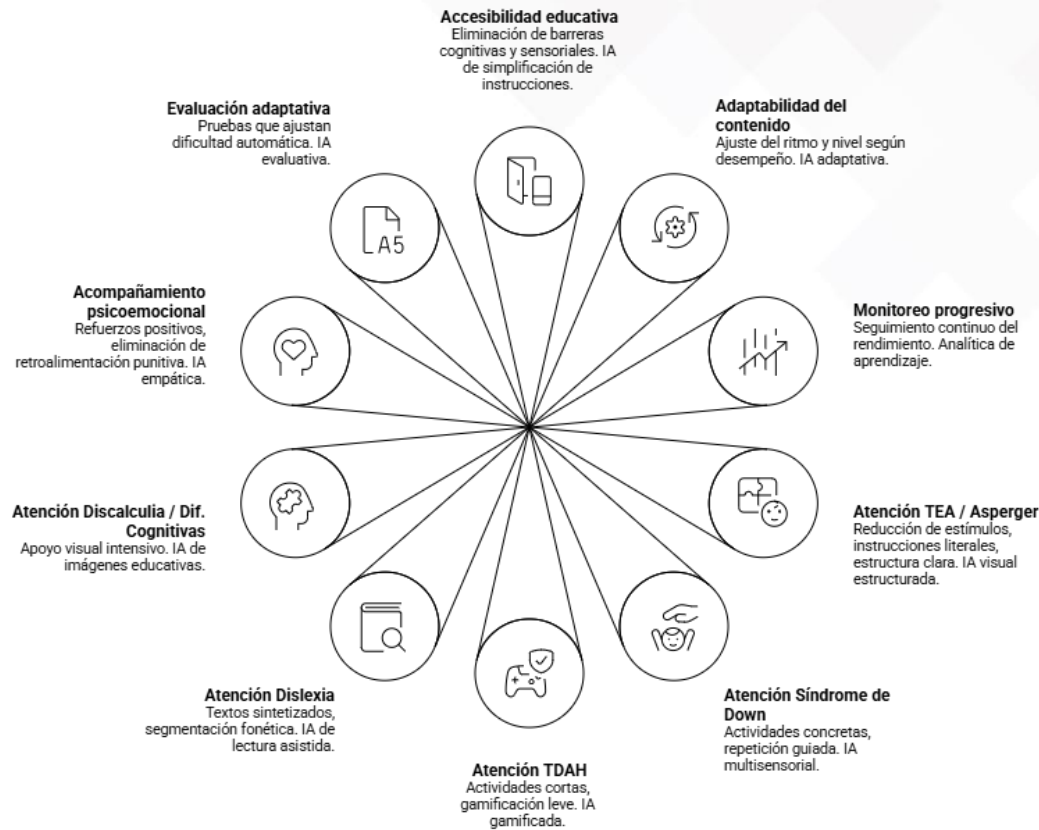 Accesibilidad educativa
Eliminación de barreras
cognitivas y sensoriales. IA
de simplificación de
instrucciones.
Adaptabilidad del
contenido
Ajuste del ritmo y nivel según
desempeño. IA adaptativa.
Monitoreo progresivo
Seguimiento continuo del
rendimiento. Analítica de
aprendizaje.
Atención TEA / Asperger
Reducción de estímulos,
instrucciones literales,
estructura clara. IA visual
estructurada.
Atención Síndrome de
Down
Actividades concretas,
repetición guiada. IA
multisensorial.
Atención TDAH
Actividades cortas,
gamificación leve. IA
gamificada.
Atención Dislexia
Textos sintetizados,
segmentación fonética. IA de
lectura asistida.
Atención Discalculia / Dif.
Cognitivas
Apoyo visual intensivo. IA de
imágenes educativas.
Acompañamiento
psicoemocional
Refuerzos positivos,
eliminación de
retroalimentación punitiva. IA
empática.
Evaluación adaptativa
Pruebas que ajustan
dificultad automática. IA
evaluativa.
A5